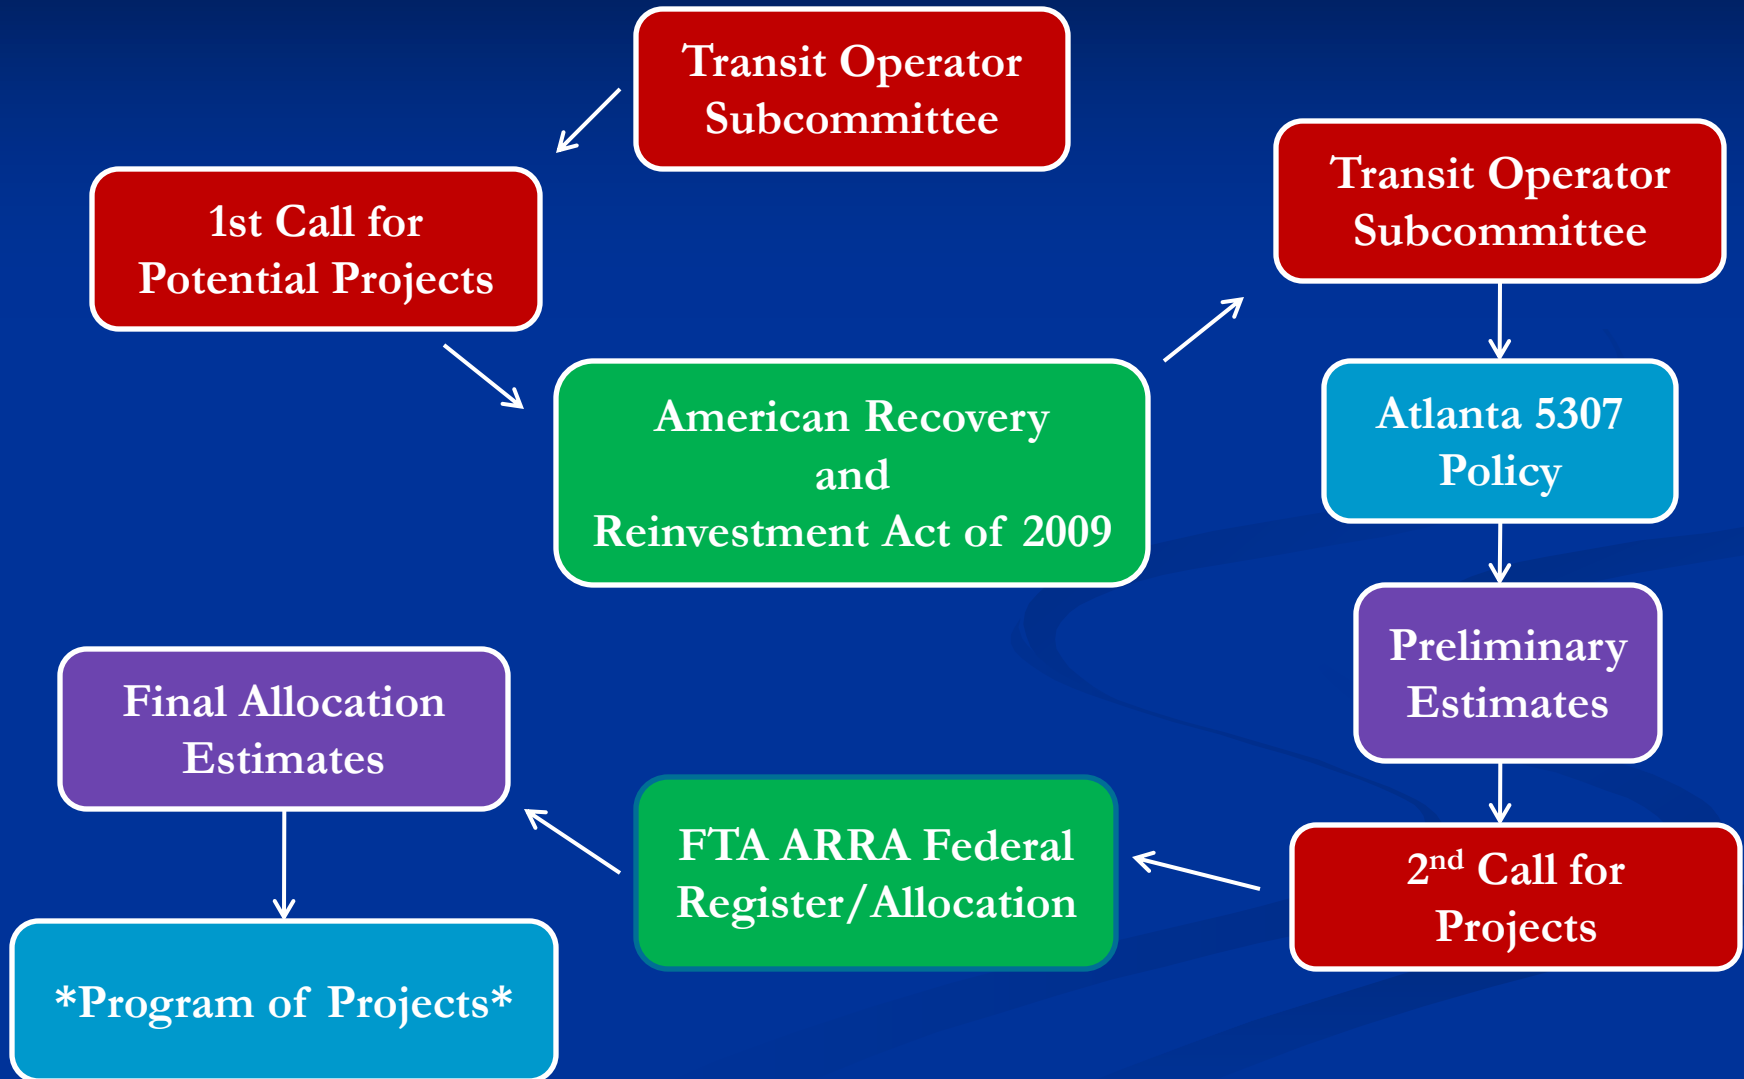 Transit Operator
Subcommittee
1st Call for
Potential Projects
American Recovery
and
Reinvestment Act of 2009
Transit Operator
Subcommittee
Atlanta 5307
Policy
Preliminary
Estimates
2nd Call for
Projects
FTA ARRA Federal
Register/Allocation
Final Allocation
Estimates
*Program of Projects*